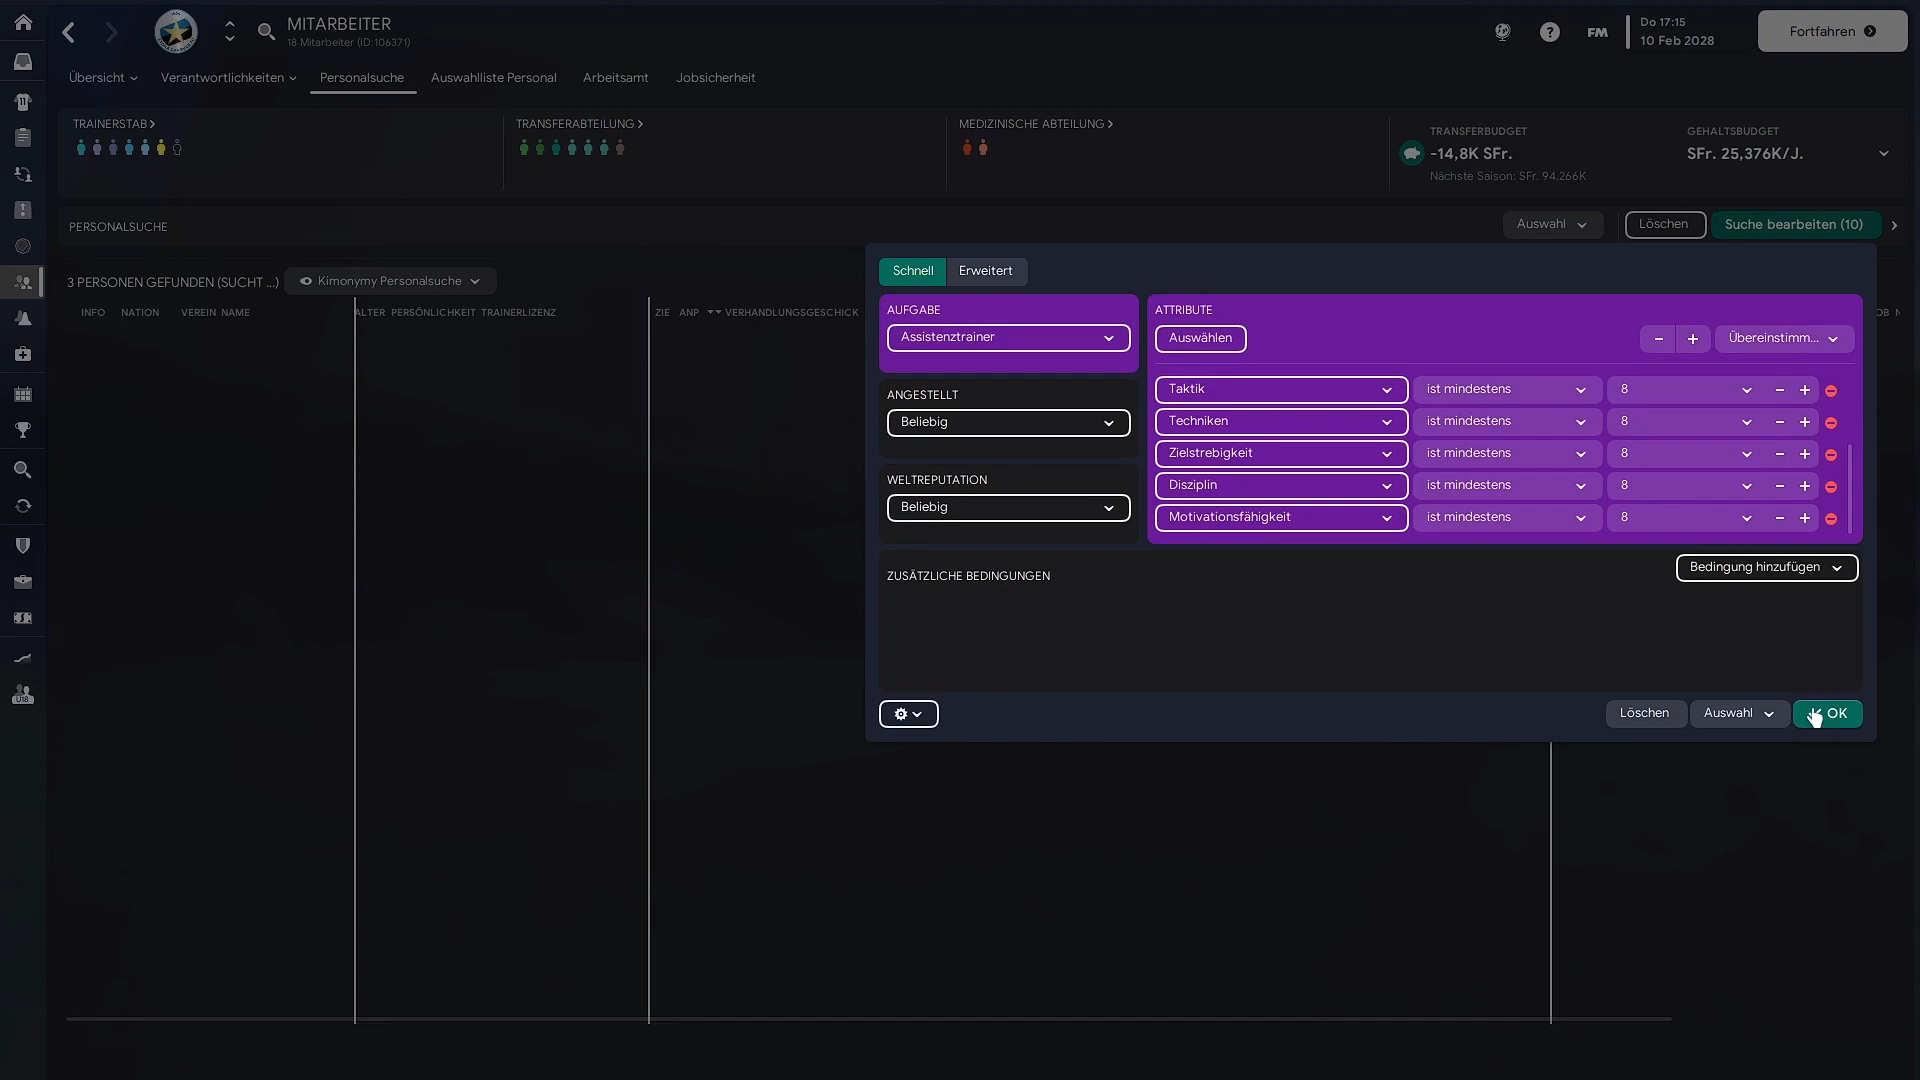 MITARBEITER
18 Mitarbeiter (ID:106371)
FM
Do 17:15
10 Feb 2028
Fortfahren
Übersicht
Verantwortlichkeiten
Personalsuche
Auswahlliste Personal
Arbeitsamt
Jobsicherheit
TRAINERSTAB
TRANSFERABTEILUNG
MEDIZINISCHE ABTEILUNG
TRANSFERBUDGET
-14,8K SFr.
Nächste Saison: SFr. 94,266K
GEHALTSBUDGET
SFr. 25,376K/J.
PERSONALSUCHE
Auswahl
Löschen
Suche bearbeiten (10)
3 PERSONEN GEFUNDEN (SUCHT ...)
Kimonymy Personalsuche
INFO NATION VEREIN NAME ALTER PERSÖNLICHKEIT TRAINERLIZENZ ZIE ANP VERHANDLUNGSGESCHICK
Schnell
Erweitert
AUFGABE
Assistenztrainer
ANGESTELLT
Beliebig
WELTREPUTATION
Beliebig
ATTRIBUTE
Auswählen
- + Übereinstimm...
Taktik ist mindestens 8 - +
Techniken ist mindestens 8 - +
Zielstrebigkeit ist mindestens 8 - +
Disziplin ist mindestens 8 - +
Motivationsfähigkeit ist mindestens 8 - +
ZUSÄTZLICHE BEDINGUNGEN
Bedingung hinzufügen
Löschen
Auswahl
OK
U18